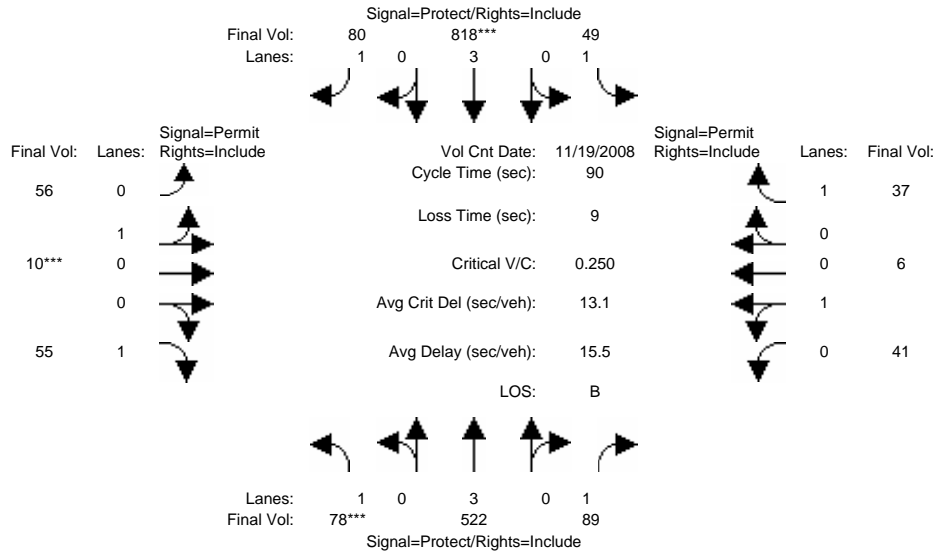 Signal=Protect/Rights=Include
Final Vol: 80 818*** 49
Lanes: 1 0 3 0 1
Signal=Permit
Final Vol: Lanes: Rights=Include
Vol Cnt Date: 11/19/2008
Signal=Permit
Rights=Include Lanes: Final Vol:
Cycle Time (sec): 90
56 0
1 37
Loss Time (sec): 9
1
0
10*** 0
Critical V/C: 0.250
0 6
0
Avg Crit Del (sec/veh): 13.1
1
55 1
Avg Delay (sec/veh): 15.5
0 41
LOS: B
Lanes: 1 0 3 0 1
Final Vol: 78*** 522 89
Signal=Protect/Rights=Include